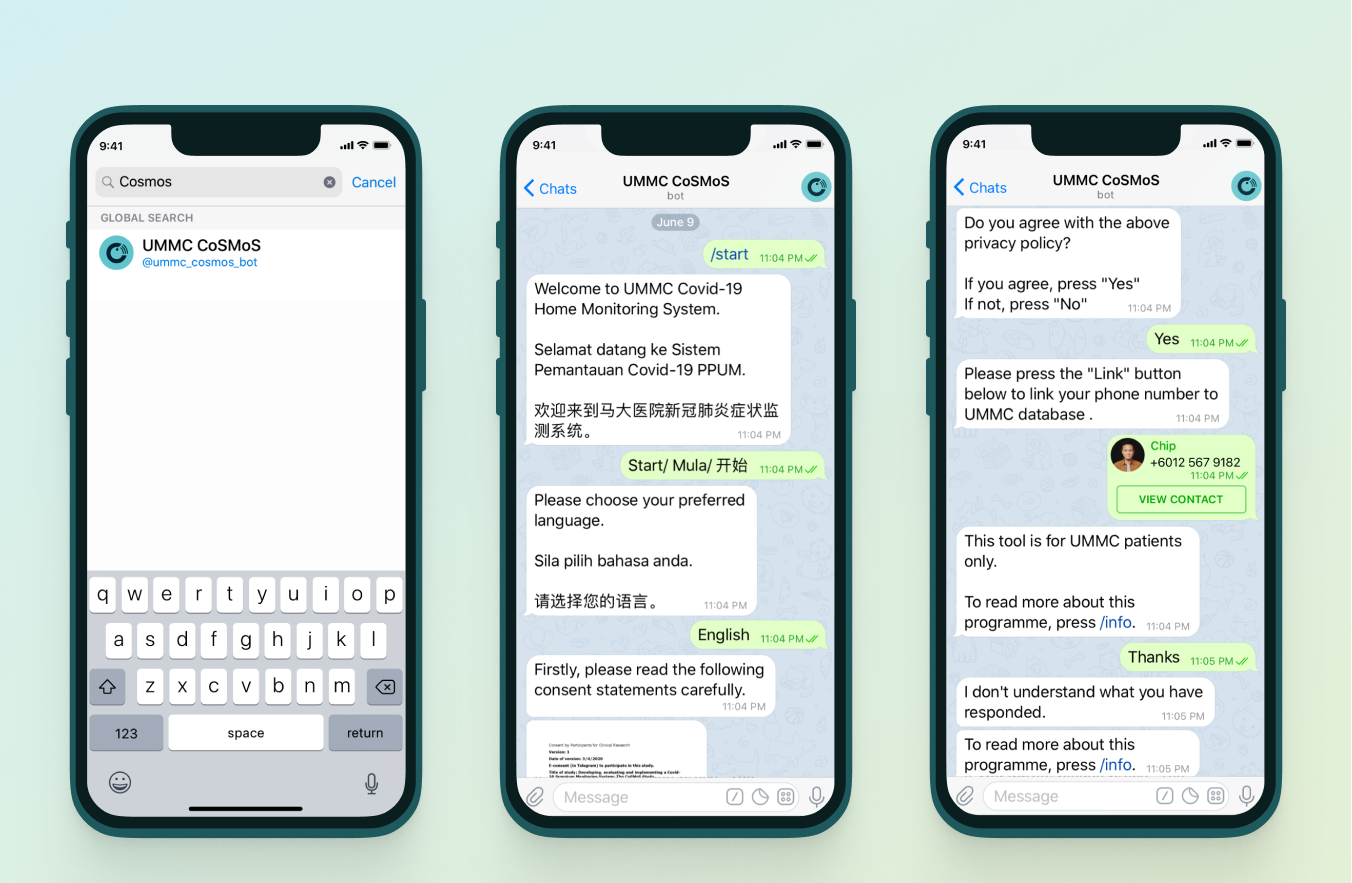 9:41
Cosmos
Cancel
GLOBAL SEARCH
UMMC CoSMoS
@ummc_cosmos_bot
q w e r t y u i o p
a s d f g h j k l
z x c v b n m
123
space
return
9:41
Chats
UMMC CoSMoS
bot
June 9
/start 11:04 PM
Welcome to UMMC Covid-19
Home Monitoring System.
Selamat datang ke Sistem
Pemantauan Covid-19 PPUM.
欢迎来到马大医院新冠肺炎症状监
测系统。 11:04 PM
Start/ Mula/ 开始 11:04 PM
Please choose your preferred
language.
Sila pilih bahasa anda.
请选择您的语言。 11:04 PM
English 11:04 PM
Firstly, please read the following
consent statements carefully.
11:04 PM
Consent by Participants for Clinical Research
Version: 1
Date of version: 3/4/2020
E-consent (in Telegram) to participate in this study.
Title of study: Developing, evaluating and implementing a Covid-
19 Symptom Monitoring System: The CoSMoS Study
Message
9:41
Chats
UMMC CoSMoS
bot
Do you agree with the above
privacy policy?
If you agree, press "Yes"
If not, press "No" 11:04 PM
Yes 11:04 PM
Please press the "Link" button
below to link your phone number to
UMMC database . 11:04 PM
Chip
+6012 567 9182
11:04 PM
VIEW CONTACT
This tool is for UMMC patients
only.
To read more about this
programme, press /info. 11:04 PM
Thanks 11:05 PM
I don't understand what you have
responded. 11:05 PM
To read more about this
programme, press /info. 11:05 PM
Message